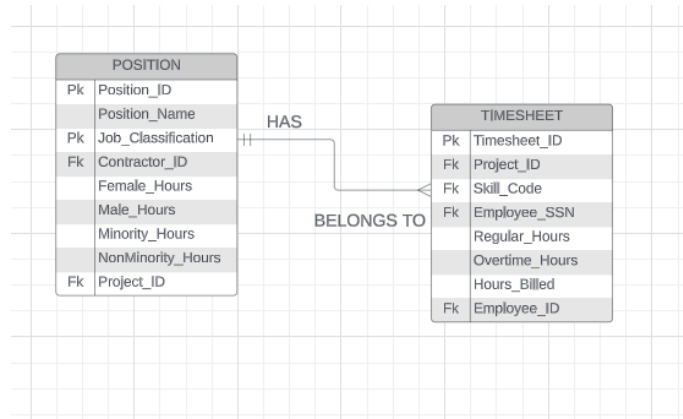 POSITION
Pk Position_ID
Position_Name
Pk Job_Classification
Fk Contractor_ID
Female_Hours
Male_Hours
Minority_Hours
NonMinority_Hours
Fk Project_ID
HAS
BELONGS TO
TIMESHEET
Pk Timesheet_ID
Fk Project_ID
Fk Skill_Code
Fk Employee_SSN
Regular_Hours
Overtime_Hours
Hours_Billed
Fk Employee_ID